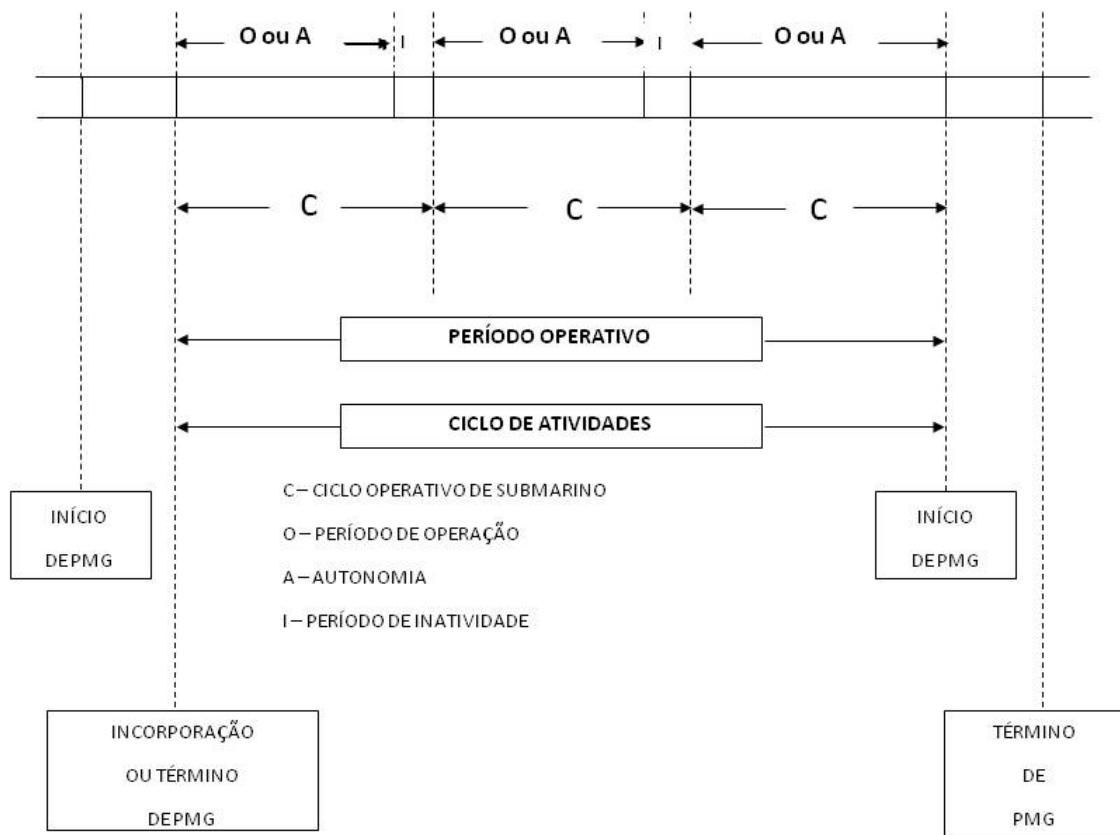 O ou A
I
O ou A
I
O ou A
C
C
C
PERÍODO OPERATIVO
CICLO DE ATIVIDADES
C – CICLO OPERATIVO DE SUBMARINO
O – PERÍODO DE OPERAÇÃO
A – AUTONOMIA
I – PERÍODO DE INATIVIDADE
INÍCIO
DEPMG
INÍCIO
DEPMG
INCORPORAÇÃO
OU TÉRMINO
DEPMG
TÉRMINO
DE
PMG